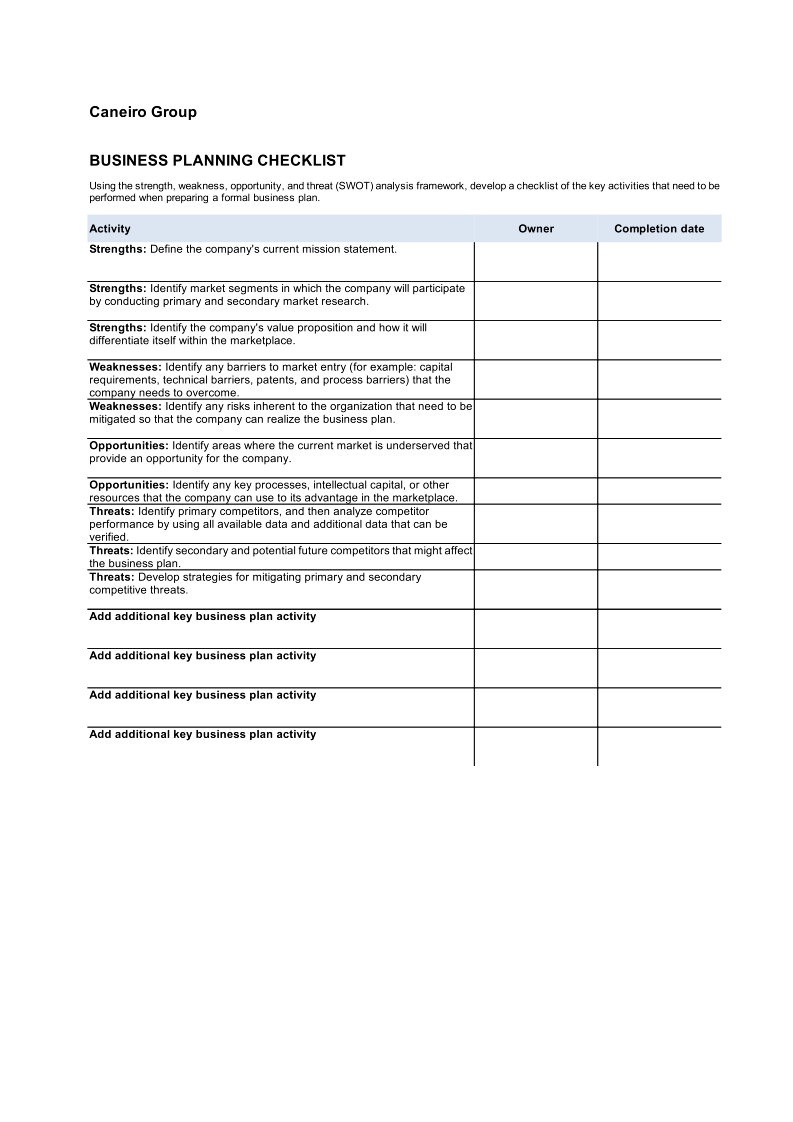 Caneiro Group
BUSINESS PLANNING CHECKLIST
Using the strength, weakness, opportunity, and threat (SWOT) analysis framework, develop a checklist of the key activities that need to be
performed when preparing a formal business plan.
Activity Owner Completion date
Strengths: Define the company's current mission statement.
Strengths: Identify market segments in which the company will participate
by conducting primary and secondary market research.
Strengths: Identify the company's value proposition and how it will
differentiate itself within the marketplace.
Weaknesses: Identify any barriers to market entry (for example: capital
requirements, technical barriers, patents, and process barriers) that the
company needs to overcome.
Weaknesses: Identify any risks inherent to the organization that need to be
mitigated so that the company can realize the business plan.
Opportunities: Identify areas where the current market is underserved that
provide an opportunity for the company.
Opportunities: Identify any key processes, intellectual capital, or other
resources that the company can use to its advantage in the marketplace.
Threats: Identify primary competitors, and then analyze competitor
performance by using all available data and additional data that can be
verified.
Threats: Identify secondary and potential future competitors that might affect
the business plan.
Threats: Develop strategies for mitigating primary and secondary
competitive threats.
Add additional key business plan activity
Add additional key business plan activity
Add additional key business plan activity
Add additional key business plan activity